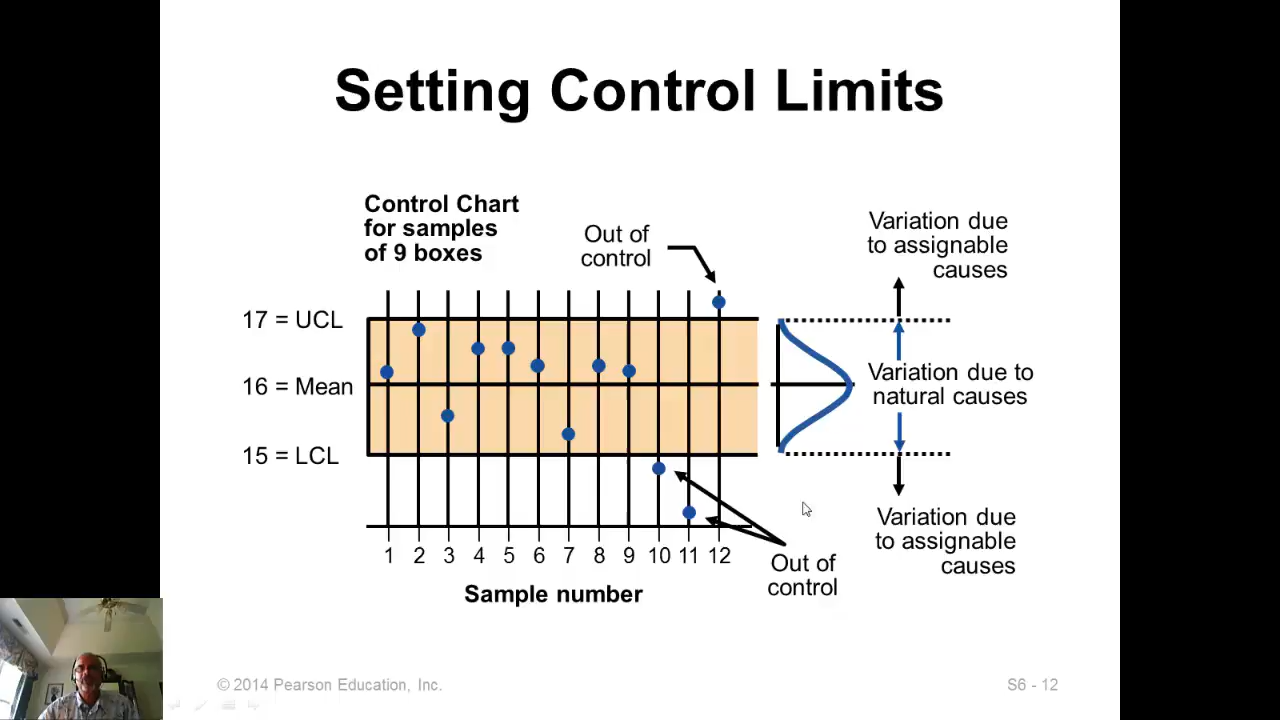 Setting Control Limits
Control Chart
for samples
of 9 boxes
Out of
control
Variation due
to assignable
causes
17 = UCL
16 = Mean
15 = LCL
Variation due to
natural causes
Variation due
to assignable
causes
1 2 3 4 5 6 7 8 9 10 11 12
Out of
control
Sample number
© 2014 Pearson Education, Inc.
S6 - 12